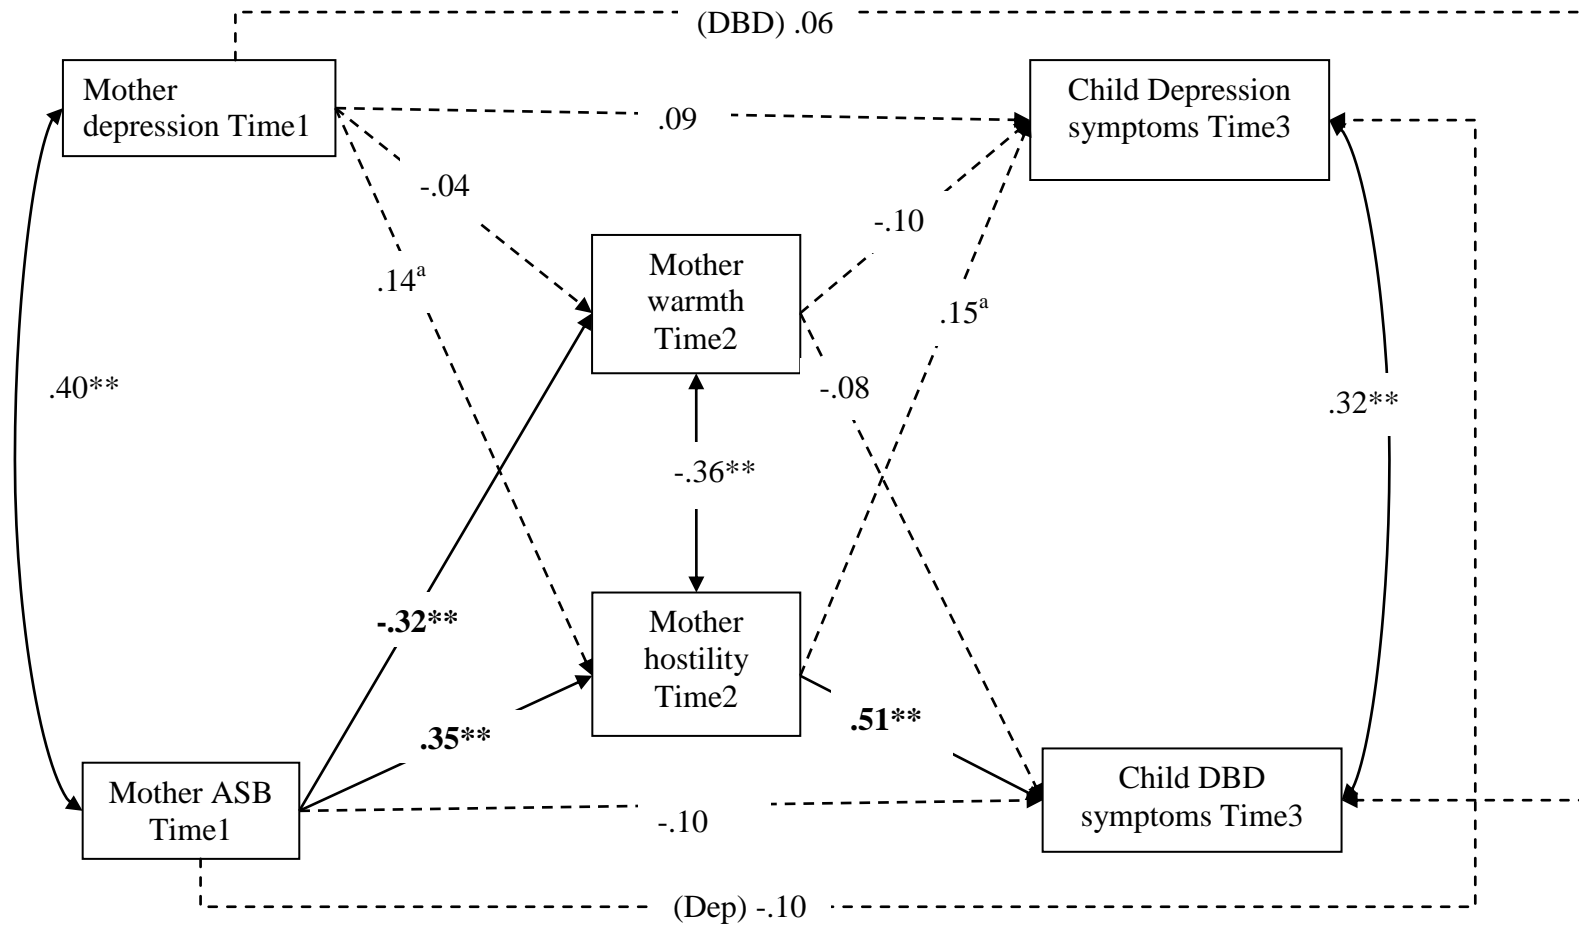 (DBD) .06
Mother
depression Time1
Child Depression
symptoms Time3
.09
-.04
-.10
.14ᵃ
Mother
warmth
Time2
.15ᵃ
.40**
-.08
.32**
-.36**
-.32**
Mother
hostility
Time2
.35**
.51**
Mother ASB
Time1
-.10
Child DBD
symptoms Time3
(Dep) -.10